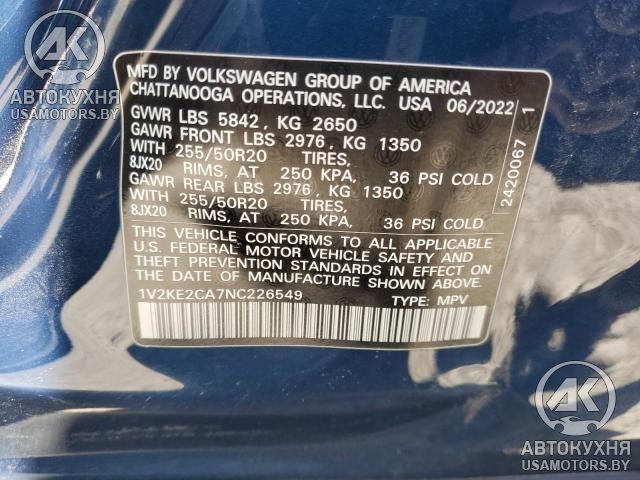 MFD BY VOLKSWAGEN GROUP OF AMERICA
CHATTANOOGA OPERATIONS, LLC. USA 06/2022
GVWR LBS 5842, KG 2650
GAWR FRONT LBS 2976, KG 1350
WITH 255/50R20 TIRES,
8JX20 RIMS, AT 250 KPA, 36 PSI COLD
GAWR REAR LBS 2976, KG 1350
WITH 255/50R20 TIRES,
8JX20 RIMS, AT 250 KPA, 36 PSI COLD
THIS VEHICLE CONFORMS TO ALL APPLICABLE
U.S. FEDERAL MOTOR VEHICLE SAFETY AND
THEFT PREVENTION STANDARDS IN EFFECT ON
THE DATE OF MANUFACTURE SHOWN ABOVE.
1V2KE2CA7NC226549 TYPE: MPV
2420067 1
AK
АВТОКУХНЯ
USAMOTORS.BY
AK
АВТОКУХНЯ
USAMOTORS.BY